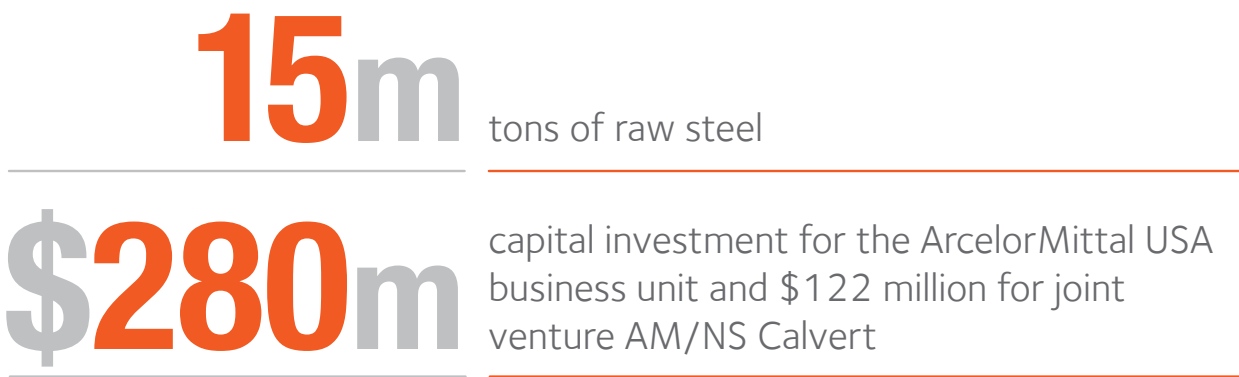 15m tons of raw steel
$280m capital investment for the ArcelorMittal USA
business unit and $122 million for joint
venture AM/NS Calvert